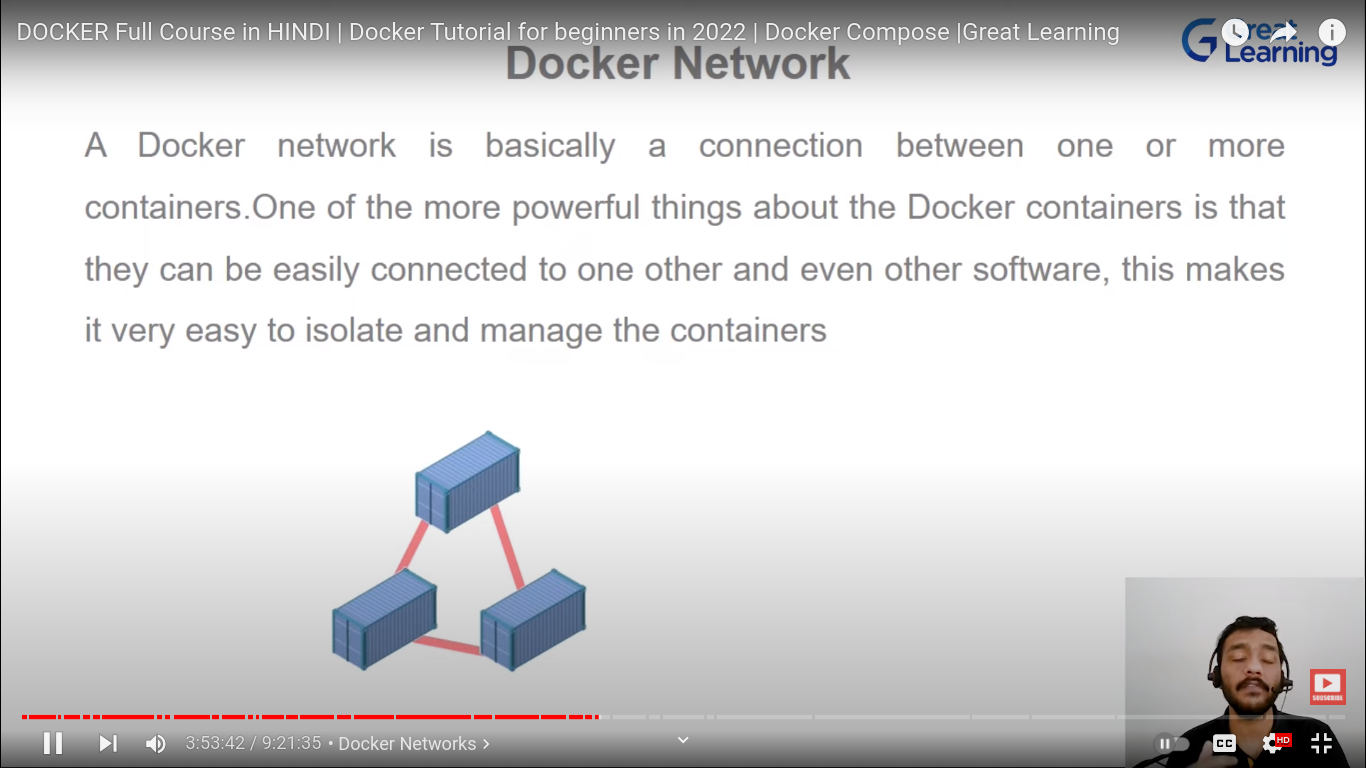 DOCKER Full Course in HINDI | Docker Tutorial for beginners in 2022 | Docker Compose |Great Learning
Great
Learning
Docker Network
A Docker network is basically a connection between one or more
containers.One of the more powerful things about the Docker containers is that
they can be easily connected to one other and even other software, this makes
it very easy to isolate and manage the containers
SUBSCRIBE
3:53:42 / 9:21:35 • Docker Networks >
CC
HD